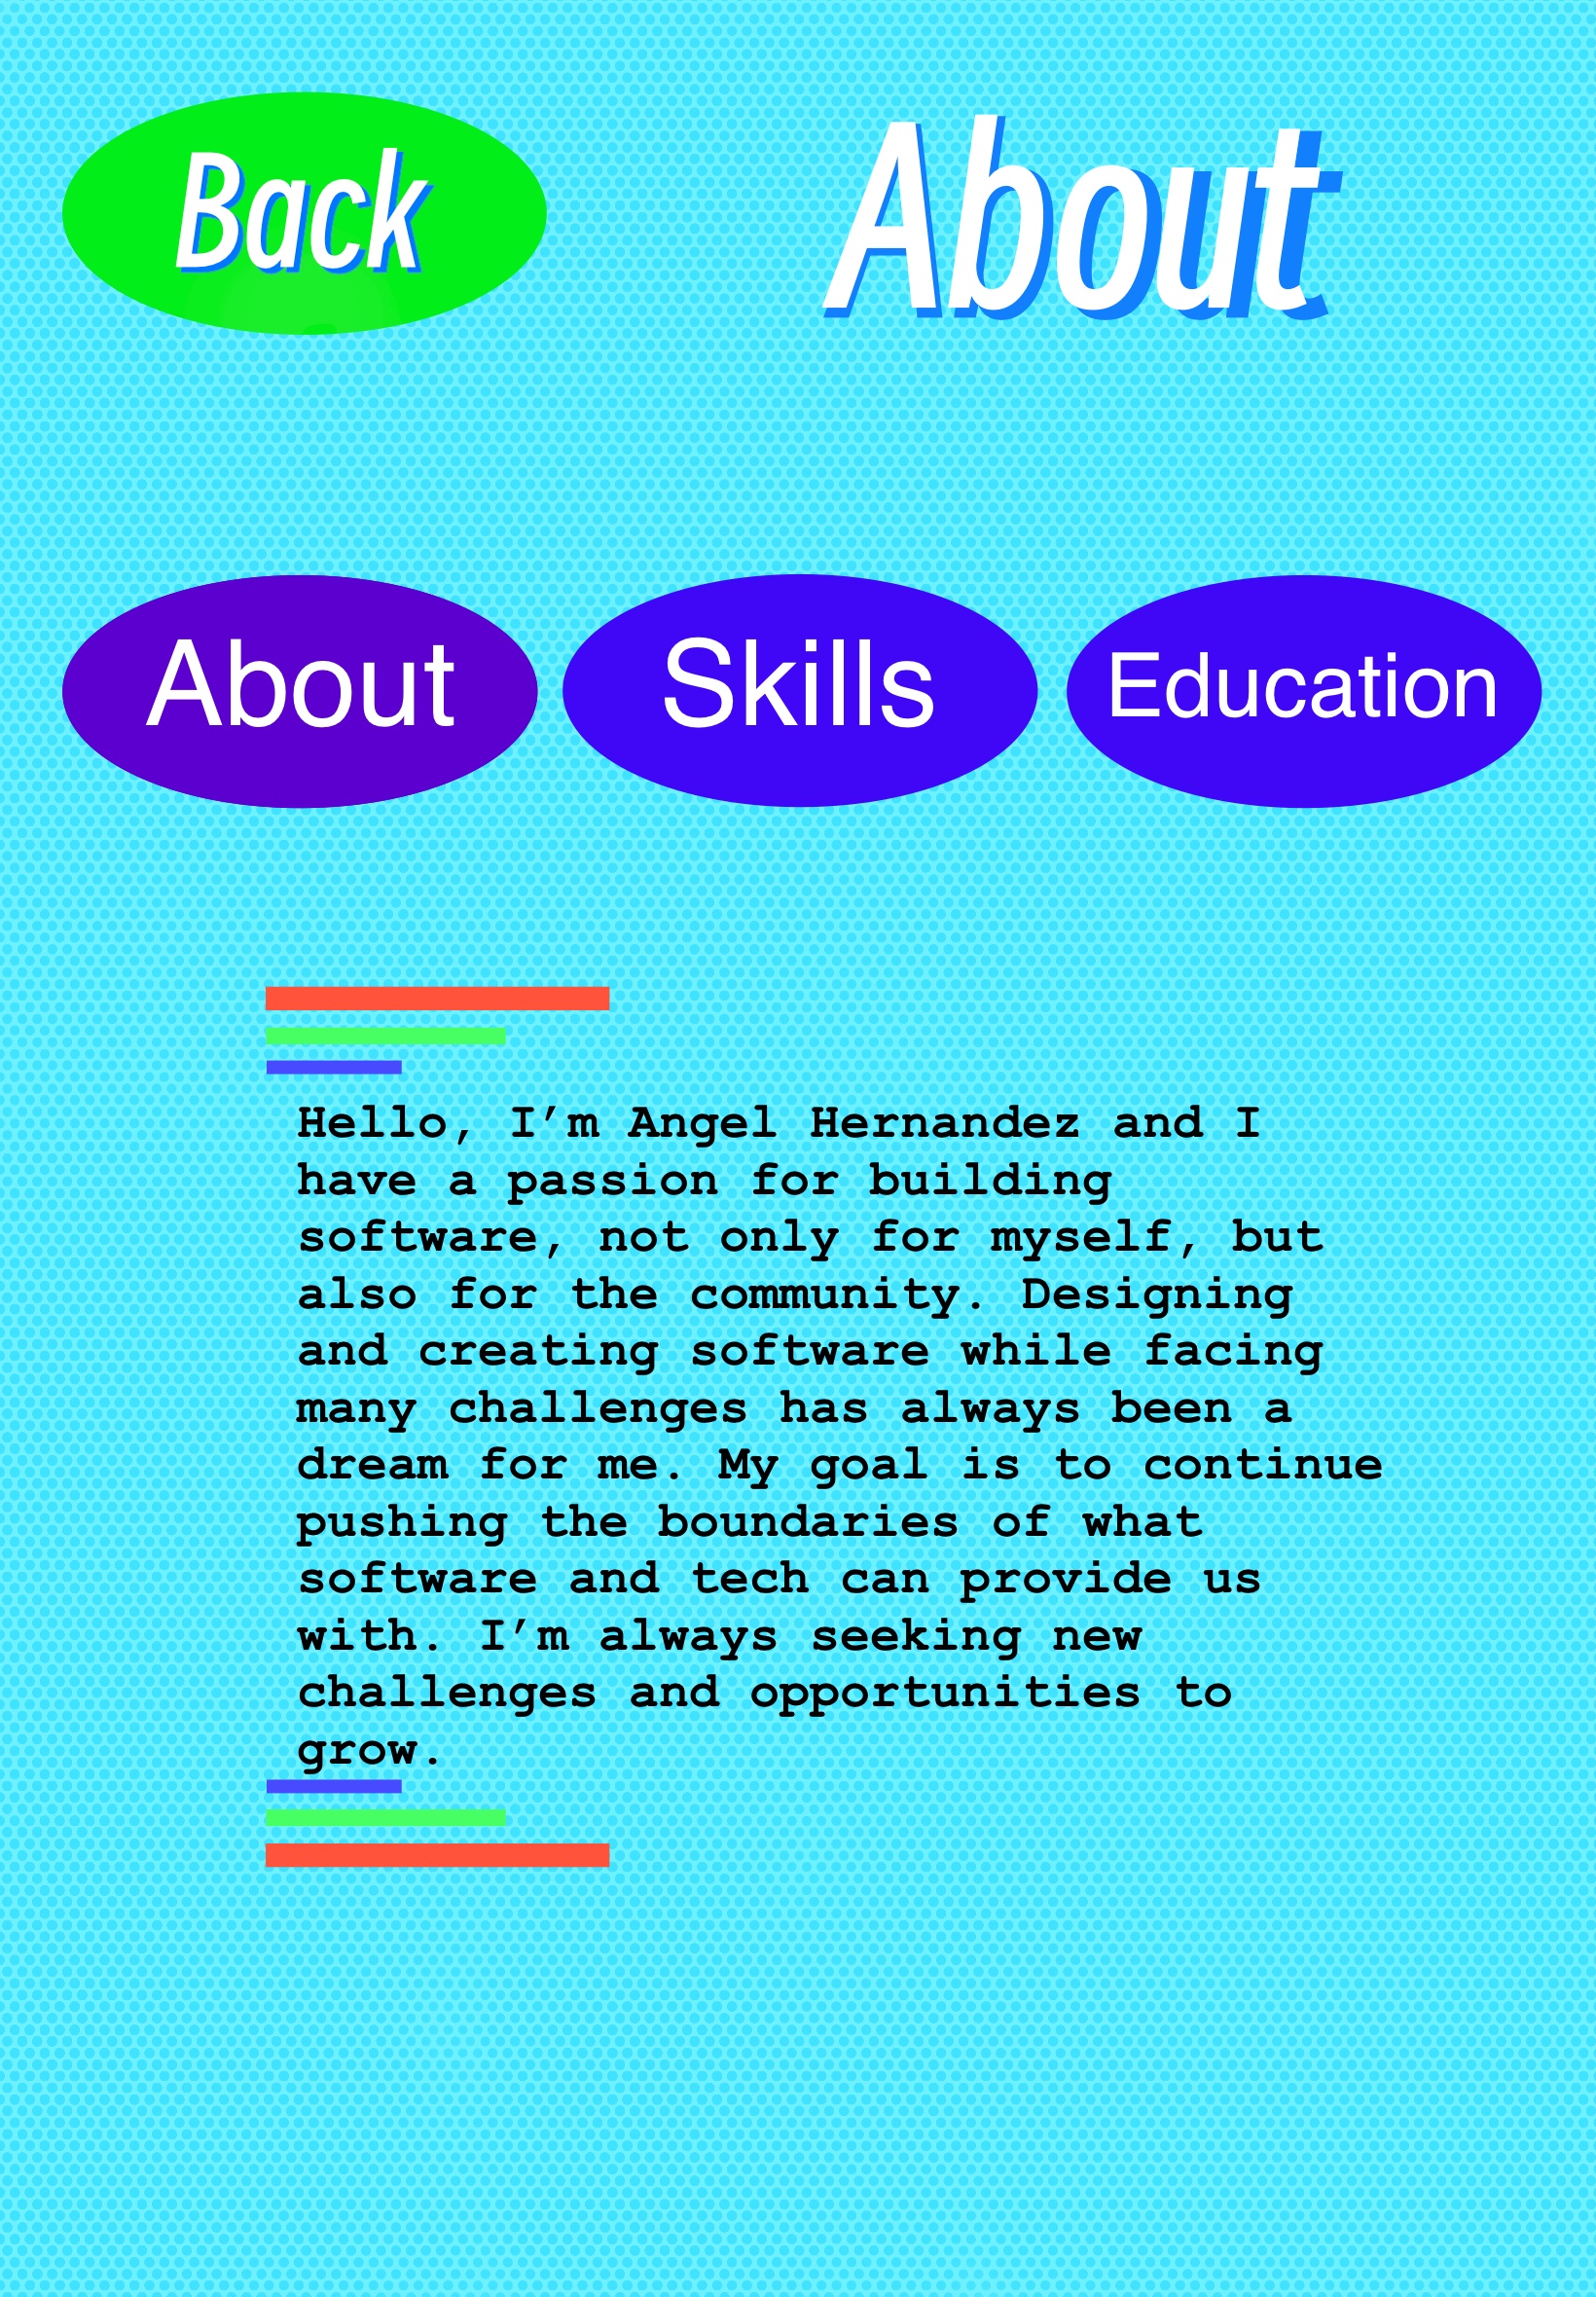 Back
About
About
Skills
Education
Hello, I’m Angel Hernandez and I
have a passion for building
software, not only for myself, but
also for the community. Designing
and creating software while facing
many challenges has always been a
dream for me. My goal is to continue
pushing the boundaries of what
software and tech can provide us
with. I’m always seeking new
challenges and opportunities to
grow.